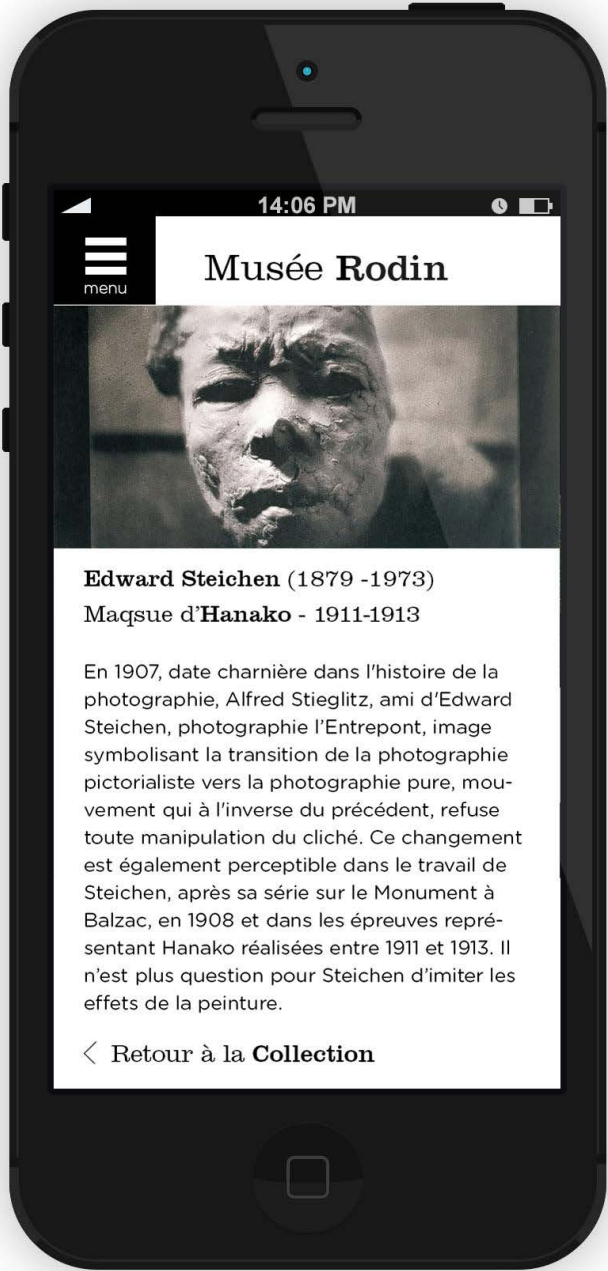 14:06 PM
menu
Musée Rodin
Edward Steichen (1879 -1973)
Maqsue d'Hanako - 1911-1913
En 1907, date charnière dans l'histoire de la
photographie, Alfred Stieglitz, ami d'Edward
Steichen, photographie l'Entrepont, image
symbolisant la transition de la photographie
pictorialiste vers la photographie pure, mou-
vement qui à l'inverse du précédent, refuse
toute manipulation du cliché. Ce changement
est également perceptible dans le travail de
Steichen, après sa série sur le Monument à
Balzac, en 1908 et dans les épreuves repré-
sentant Hanako réalisées entre 1911 et 1913. Il
n'est plus question pour Steichen d'imiter les
effets de la peinture.
< Retour à la Collection